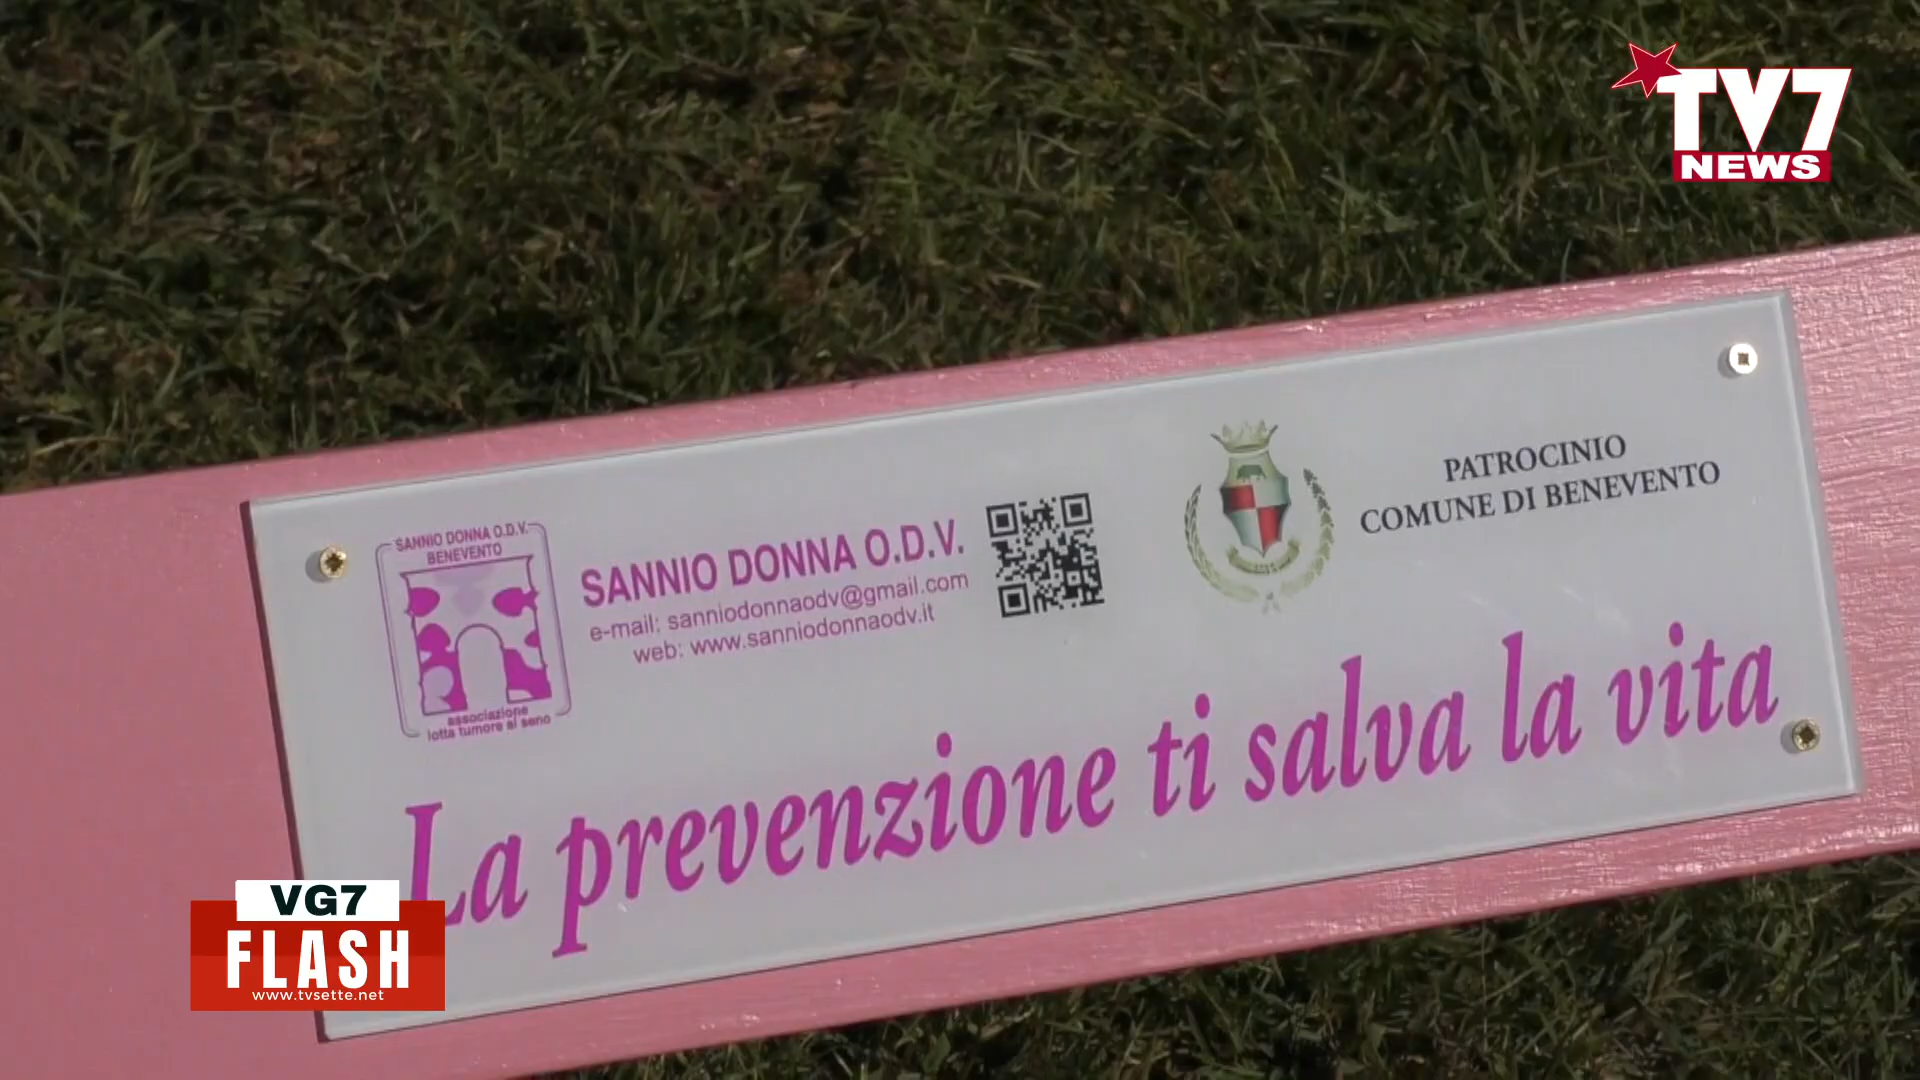 TV7
NEWS
SANNIO DONNA O.D.V.
BENEVENTO
associazione
lotta tumore al seno
SANNIO DONNA O.D.V.
e-mail: sanniodonnaodv@gmail.com
web: www.sanniodonnaodv.it
PATROCINIO
COMUNE DI BENEVENTO
La prevenzione ti salva la vita
VG7
FLASH
www.tvsette.net